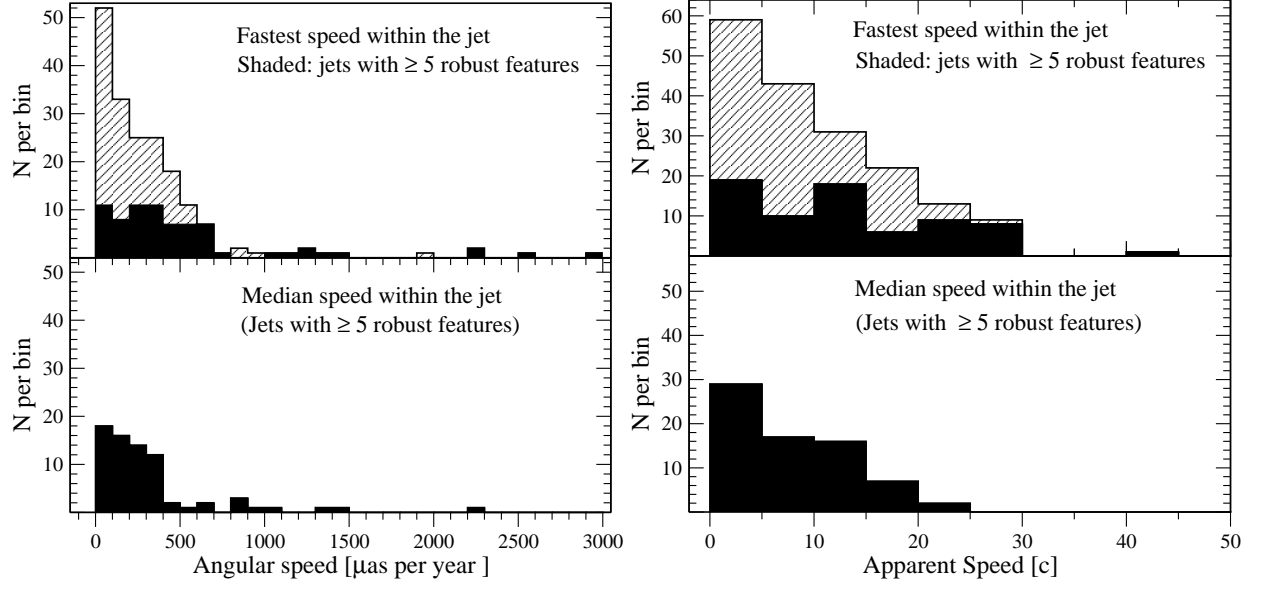 50
40
30
20
10
N per bin
Fastest speed within the jet
Shaded: jets with ≥ 5 robust features
60
50
40
30
20
10
N per bin
Fastest speed within the jet
Shaded: jets with ≥ 5 robust features
50
40
30
20
10
N per bin
Median speed within the jet
(Jets with ≥ 5 robust features)
0 500 1000 1500 2000 2500 3000
Angular speed [μas per year ]
50
40
30
20
10
N per bin
Median speed within the jet
(Jets with ≥ 5 robust features)
0 10 20 30 40 50
Apparent Speed [c]